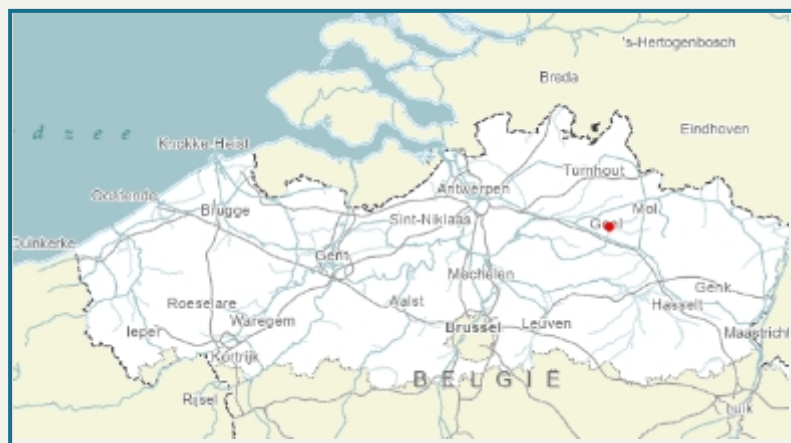 's-Hertogenbosch
Breda
d z e e
Eindhoven
Knokke-Heist
Turnhout
Oostende
Antwerpen
Mol
Brugge
Sint-Niklaas
Geel
Duinkerke
Gent
Mechelen
Genk
Roeselare
Aalst
Hasselt
Ieper
Waregem
Brussel
Leuven
Maastricht
Kortrijk
BELGIË
Rijsel
Luik